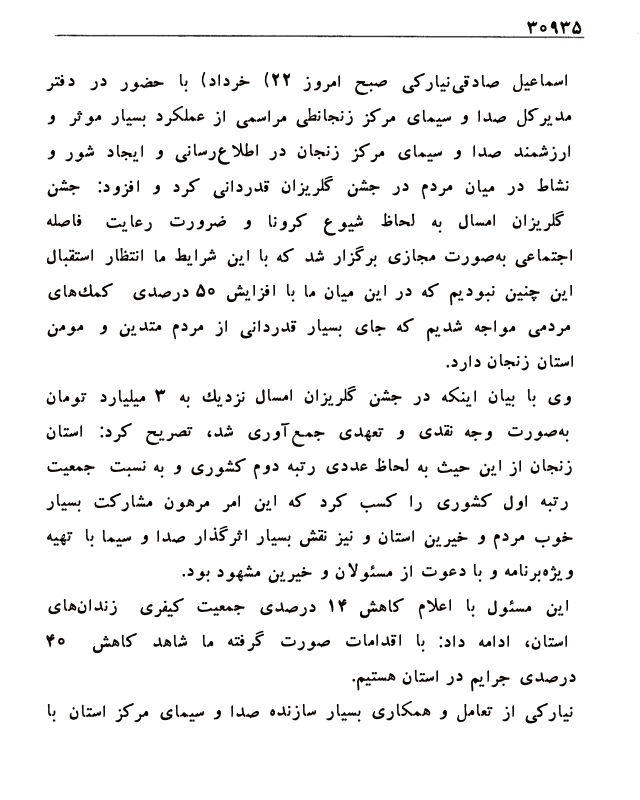 ۳۰۹۳۵
اسماعیل صادقی‌نیارکی صبح امروز ۲۲) خرداد) با حضور در دفتر
مدیرکل صدا و سیمای مرکز زنجانطی مراسمی از عملکرد بسیار موثر و
ارزشمند صدا و سیمای مرکز زنجان در اطلاع‌رسانی و ایجاد شور و
نشاط در میان مردم در جشن گلریزان قدردانی کرد و افزود: جشن
گلریزان امسال به لحاظ شیوع کرونا و ضرورت رعایت فاصله
اجتماعی به‌صورت مجازی برگزار شد که با این شرایط ما انتظار استقبال
این چنین نبودیم که در این میان ما با افزایش ۵۰ درصدی کمك‌های
مردمی مواجه شدیم که جای بسیار قدردانی از مردم متدین و مومن
استان زنجان دارد.
وی با بیان اینکه در جشن گلریزان امسال نزدیك به ۳ میلیارد تومان
به‌صورت وجه نقدی و تعهدی جمع‌آوری شد، تصریح کرد: استان
زنجان از این حیث به لحاظ عددی رتبه دوم کشوری و به نسبت جمعیت
رتبه اول کشوری را کسب کرد که این امر مرهون مشارکت بسیار
خوب مردم و خیرین استان و نیز نقش بسیار اثرگذار صدا و سیما با تهیه
ویژه‌برنامه و با دعوت از مسئولان و خیرین مشهود بود.
این مسئول با اعلام کاهش ۱۴ درصدی جمعیت کیفری زندان‌های
استان، ادامه داد: با اقدامات صورت گرفته ما شاهد کاهش ۴۰
درصدی جرایم در استان هستیم.
نیارکی از تعامل و همکاری بسیار سازنده صدا و سیمای مرکز استان با